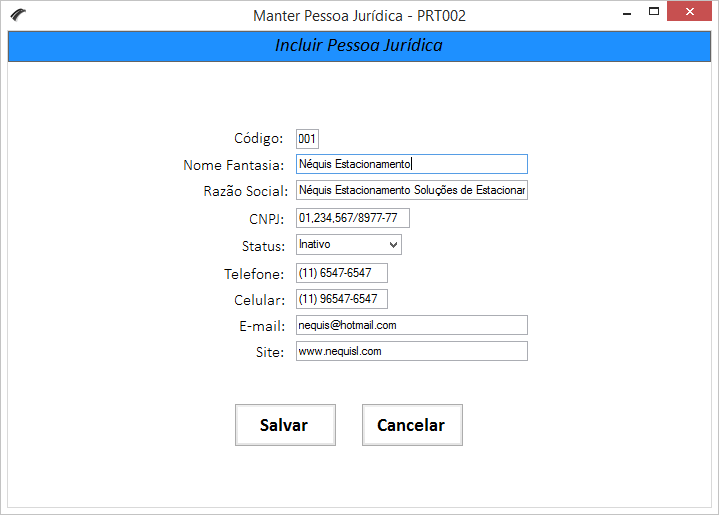 Manter Pessoa Jurídica - PRT002
Incluir Pessoa Jurídica
Código: 001
Nome Fantasia: Néquis Estacionamento
Razão Social: Néquis Estacionamento Soluções de Estacionar
CNPJ: 01,234,567/8977-77
Status: Inativo
Telefone: (11) 6547-6547
Celular: (11) 96547-6547
E-mail: nequis@hotmail.com
Site: www.nequisl.com
Salvar Cancelar